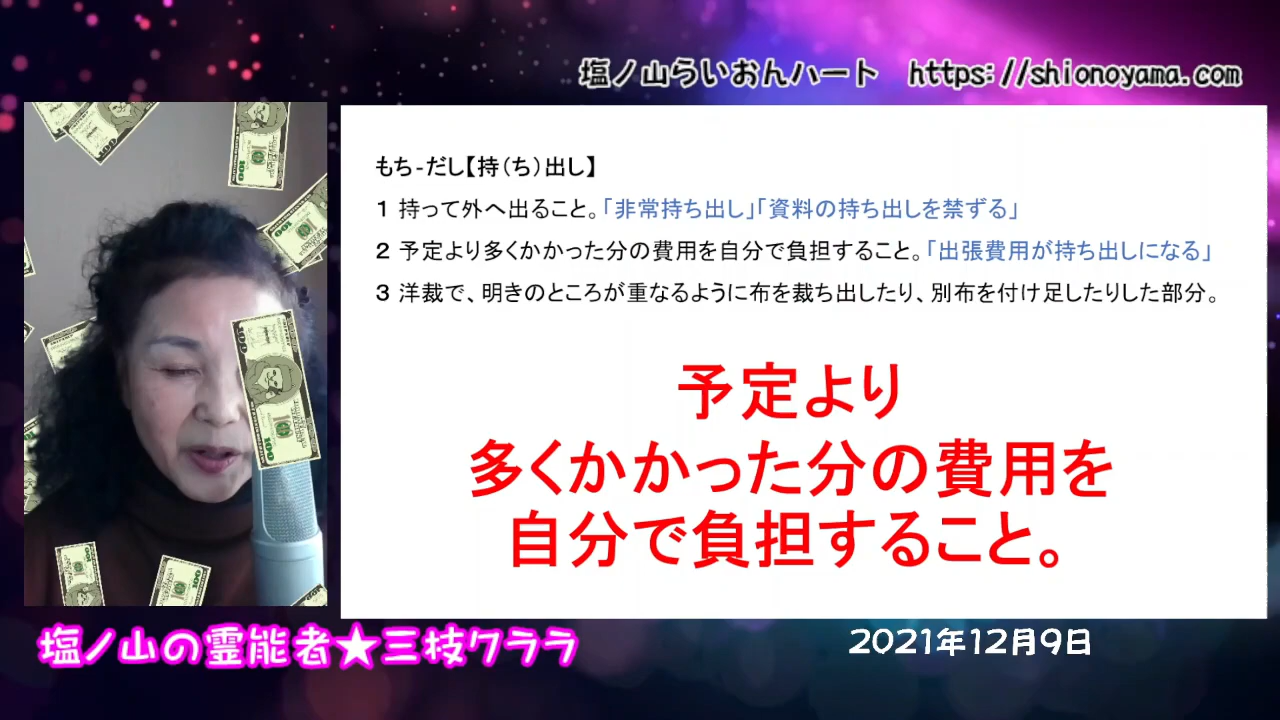 塩ノ山らいおんハート https://shionoyama.com
もち-だし【持（ち）出し】
1 持って外へ出ること。「非常持ち出し」「資料の持ち出しを禁ずる」
2 予定より多くかかった分の費用を自分で負担すること。「出張費用が持ち出しになる」
3 洋裁で、明きのところが重なるように布を裁ち出したり、別布を付け足したりした部分。
予定より
多くかかった分の費用を
自分で負担すること。
塩ノ山の霊能者★三枝クララ
2021年12月9日
100
100
100
100
100
100